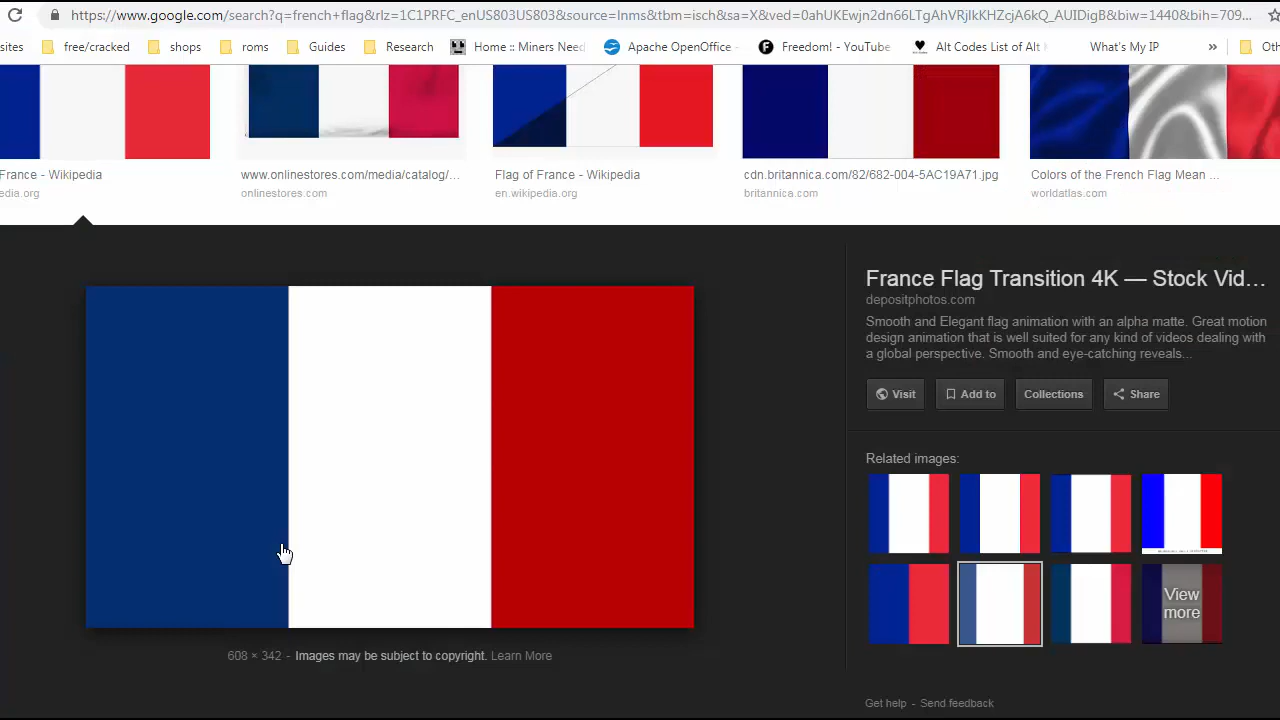 https://www.google.com/search?q=french+flag&rlz=1C1PRFC_enUS803US803&source=lnms&tbm=isch&sa=X&ved=0ahUKEwjn2dn66LTgAhVRjlkKHZcjA6kQ_AUIDigB&biw=1440&bih=709...
sites free/cracked shops roms Guides Research Home :: Miners Need Apache OpenOffice - Freedom! - YouTube Alt Codes List of Alt What's My IP » Oth
France - Wikipedia www.onlinestores.com/media/catalog/... Flag of France - Wikipedia cdn.britannica.com/82/682-004-5AC19A71.jpg Colors of the French Flag Mean ...
edia.org onlinestores.com en.wikipedia.org britannica.com worldatlas.com
France Flag Transition 4K — Stock Vid...
depositphotos.com
Smooth and Elegant flag animation with an alpha matte. Great motion
design animation that is well suited for any kind of videos dealing with
a global perspective. Smooth and eye-catching reveals...
Visit Add to Collections Share
Related images:
View
more
608 × 342 - Images may be subject to copyright. Learn More
Get help - Send feedback